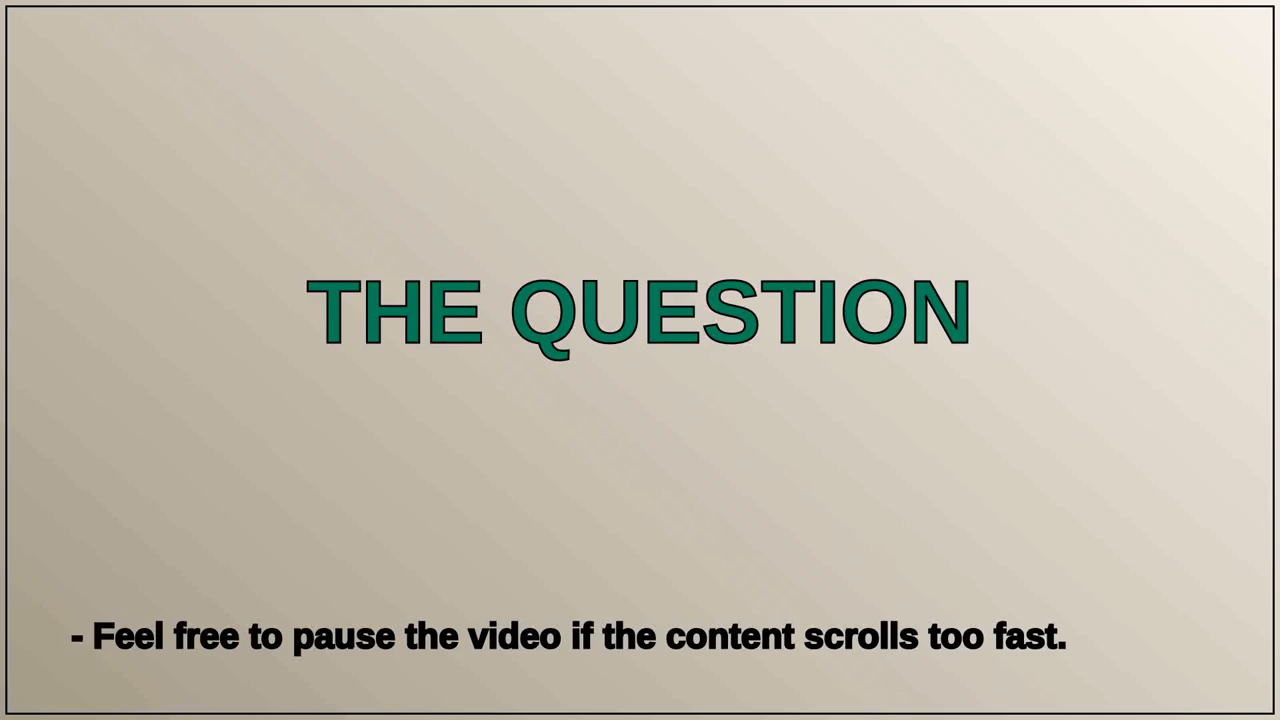 THE QUESTION
- Feel free to pause the video if the content scrolls too fast.